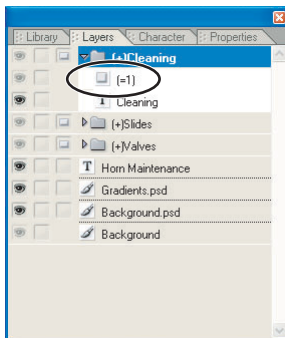 Library Layers Character Properties
(+)Cleaning
(=1)
T Cleaning
(+)Slides
(+)Valves
T Horn Maintenance
Gradients.psd
Background.psd
Background